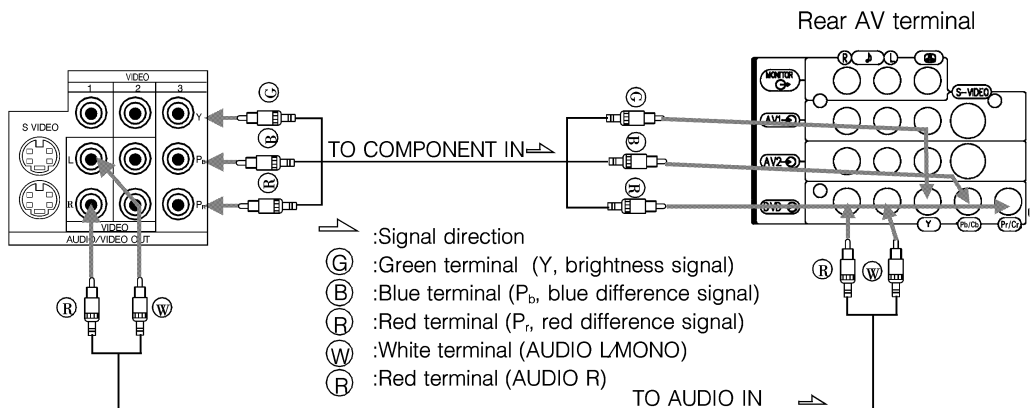 Rear AV terminal
VIDEO
1 2 3
S VIDEO
Y
L
PB
R
PR
VIDEO
AUDIO/VIDEO OUT
G
B
R
R
W
TO COMPONENT IN
G
B
R
R L
MONITOR
S-VIDEO
AV1
AV2
DVD
Y Pb/Cb Pr/Cr
R
W
:Signal direction
G :Green terminal (Y, brightness signal)
B :Blue terminal (Pb, blue difference signal)
R :Red terminal (Pr, red difference signal)
W :White terminal (AUDIO L/MONO)
R :Red terminal (AUDIO R)
TO AUDIO IN